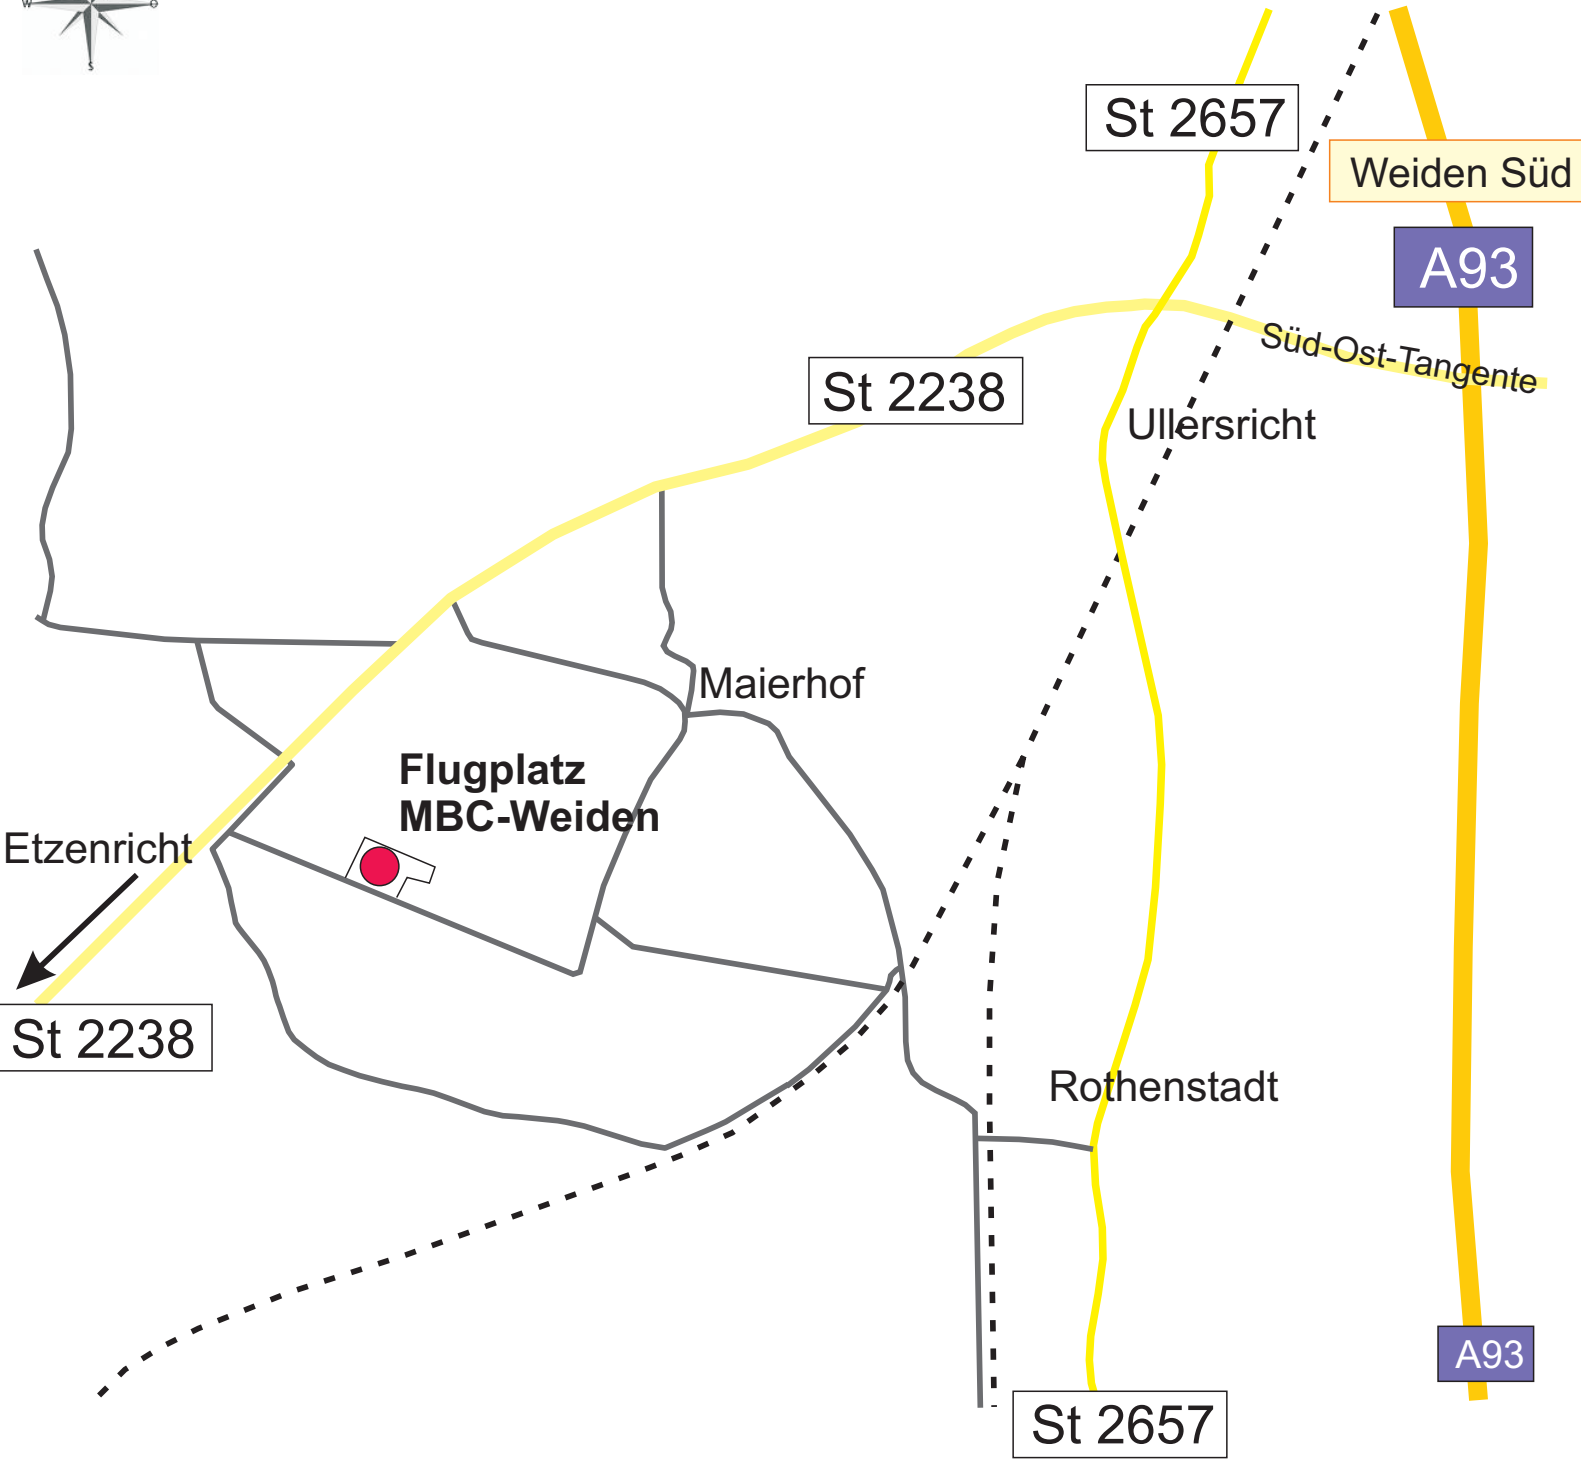 W
O
S
St 2657
Weiden Süd
A93
Süd-Ost-Tangente
St 2238
Ullersricht
Maierhof
Flugplatz
MBC-Weiden
Etzenricht
St 2238
Rothenstadt
A93
St 2657